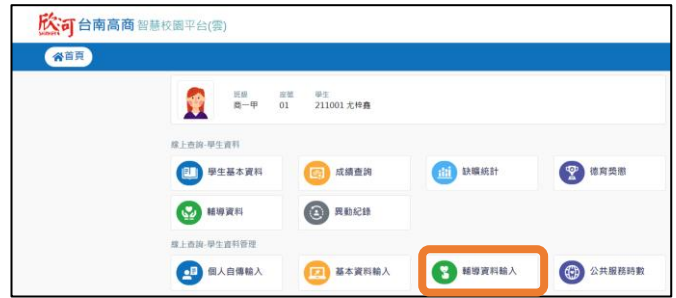 欣可 台南高商 智慧校園平台(雲)
首頁
班級 座號 學生
商一甲 01 211001 尤梓鑫
線上查詢-學生資料
學生基本資料 成績查詢 缺曠統計 德育獎懲
輔導資料 異動紀錄
線上查詢-學生資料管理
個人自傳輸入 基本資料輸入 輔導資料輸入 公共服務時數